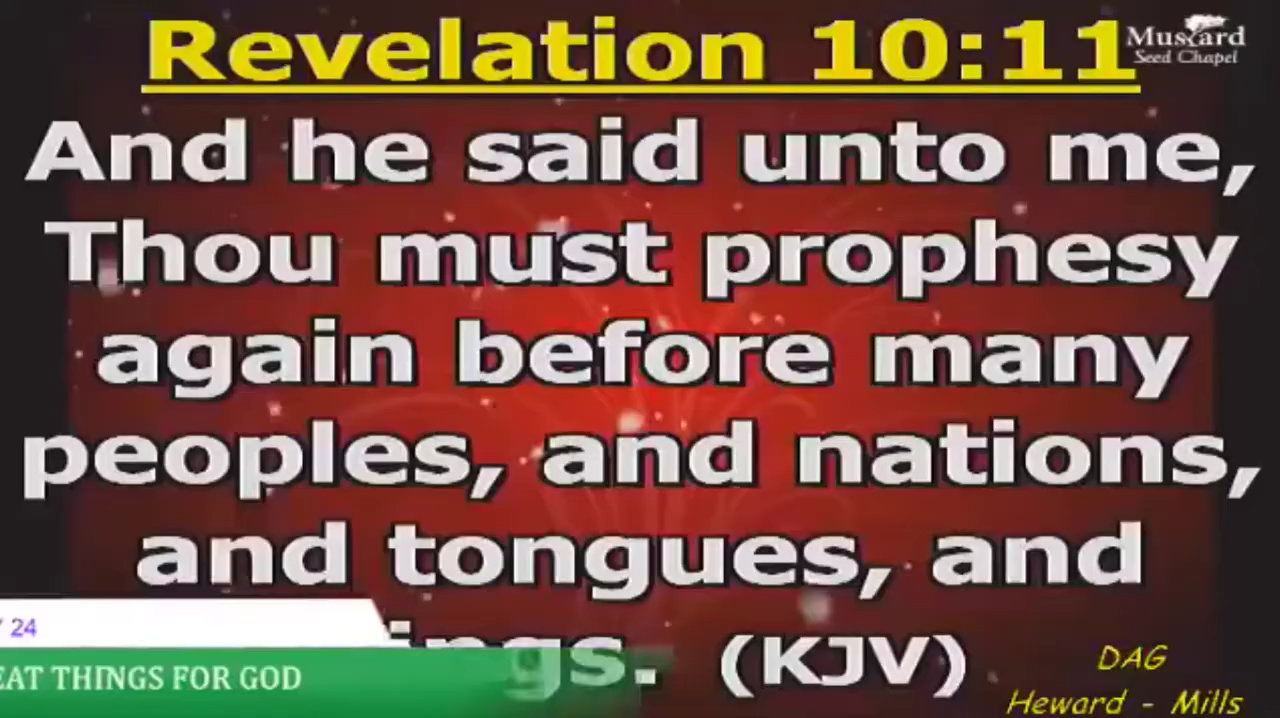 Revelation 10:11
Mustard
Seed Chapel
And he said unto me,
Thou must prophesy
again before many
peoples, and nations,
and tongues, and
ings. (KJV)
24
EAT THINGS FOR GOD
DAG
Heward - Mills